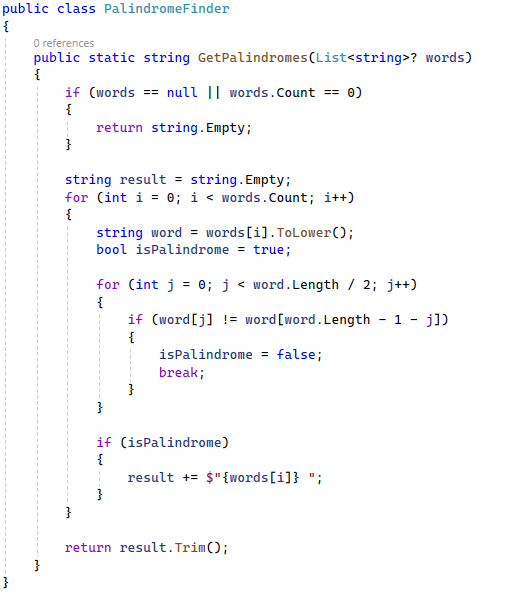 public class PalindromeFinder
{
0 references
public static string GetPalindromes(List<string>? words)
{
if (words == null || words.Count == 0)
{
return string.Empty;
}
string result = string.Empty;
for (int i = 0; i < words.Count; i++)
{
string word = words[i].ToLower();
bool isPalindrome = true;
for (int j = 0; j < word.Length / 2; j++)
{
if (word[j] != word[word.Length - 1 - j])
{
isPalindrome = false;
break;
}
}
if (isPalindrome)
{
result += $"{words[i]} ";
}
}
return result.Trim();
}
}